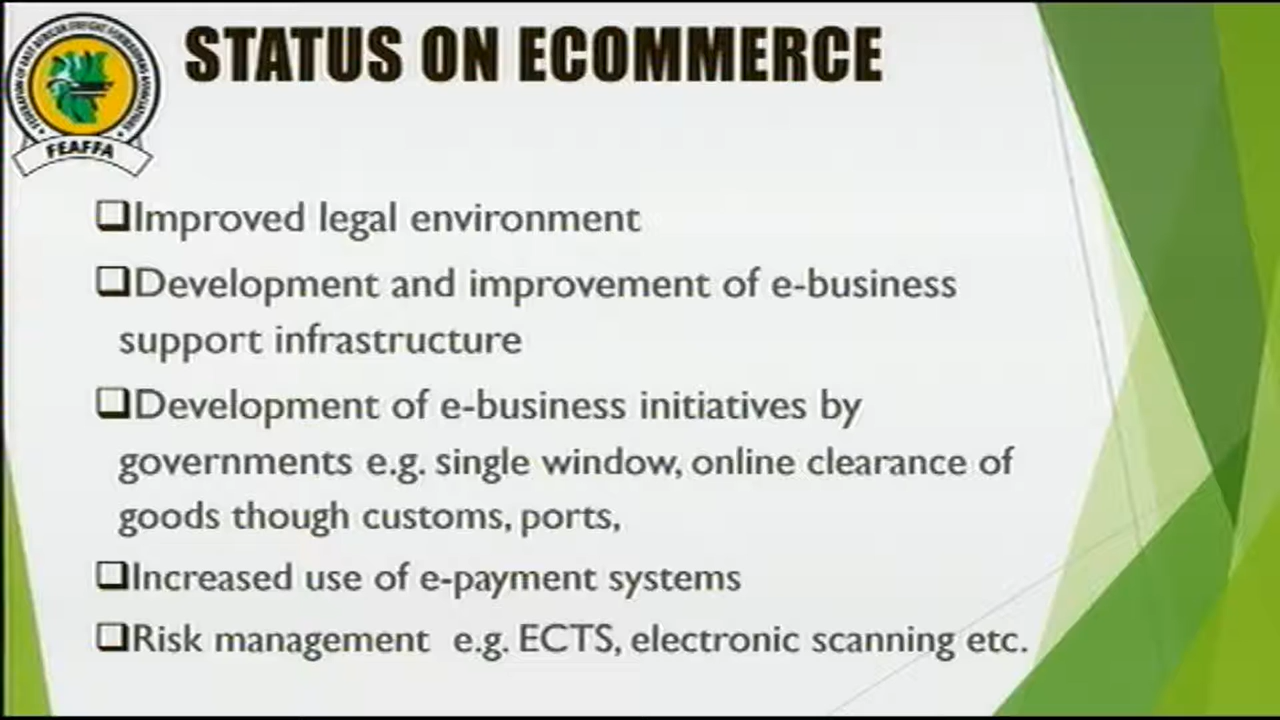 STATUS ON ECOMMERCE
FEAFFA
❑Improved legal environment
❑Development and improvement of e-business
support infrastructure
❑Development of e-business initiatives by
governments e.g. single window, online clearance of
goods though customs, ports,
❑Increased use of e-payment systems
❑Risk management e.g. ECTS, electronic scanning etc.